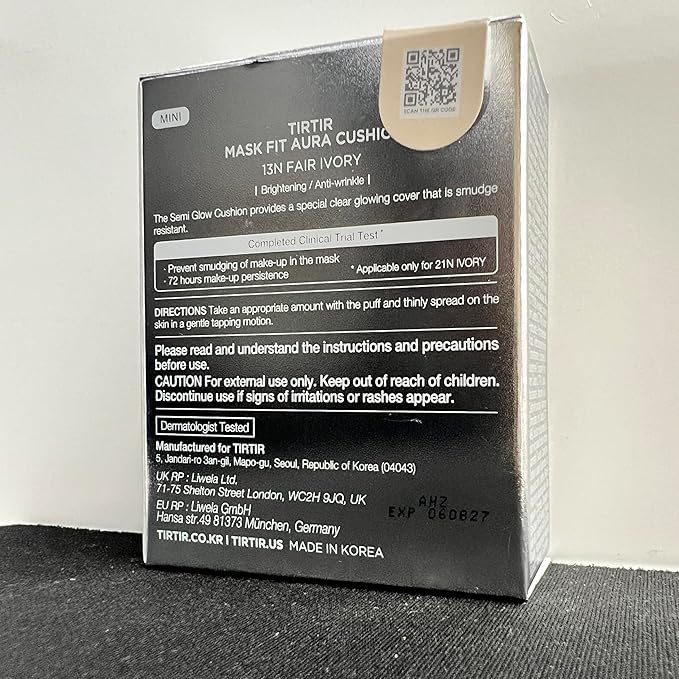 SCAN THE QR CODE
MINI
TIRTIR
MASK FIT AURA CUSHIO
13N FAIR IVORY
| Brightening / Anti-wrinkle |
The Semi Glow Cushion provides a special clear glowing cover that is smudge
resistant.
Completed Clinical Trial Test*
· Prevent smudging of make-up in the mask
· 72 hours make-up persistence * Applicable only for 21N IVORY
DIRECTIONS Take an appropriate amount with the puff and thinly spread on the
skin in a gentle tapping motion.
Please read and understand the instructions and precautions
before use.
CAUTION For external use only. Keep out of reach of children.
Discontinue use if signs of irritations or rashes appear.
Dermatologist Tested
Manufactured for TIRTIR
5, Jandari-ro 3an-gil, Mapo-gu, Seoul, Republic of Korea (04043)
UK RP : Liwela Ltd.
71-75 Shelton Street London, WC2H 9JQ, UK
EU RP : Liwela GmbH
Hansa str.49 81373 München, Germany
TIRTIR.CO.KR | TIRTIR.US MADE IN KOREA
AHZ
EXP 060827